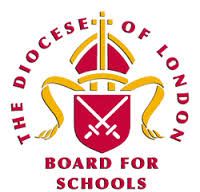 THE DIOCESE OF LONDON
BOARD FOR
SCHOOLS